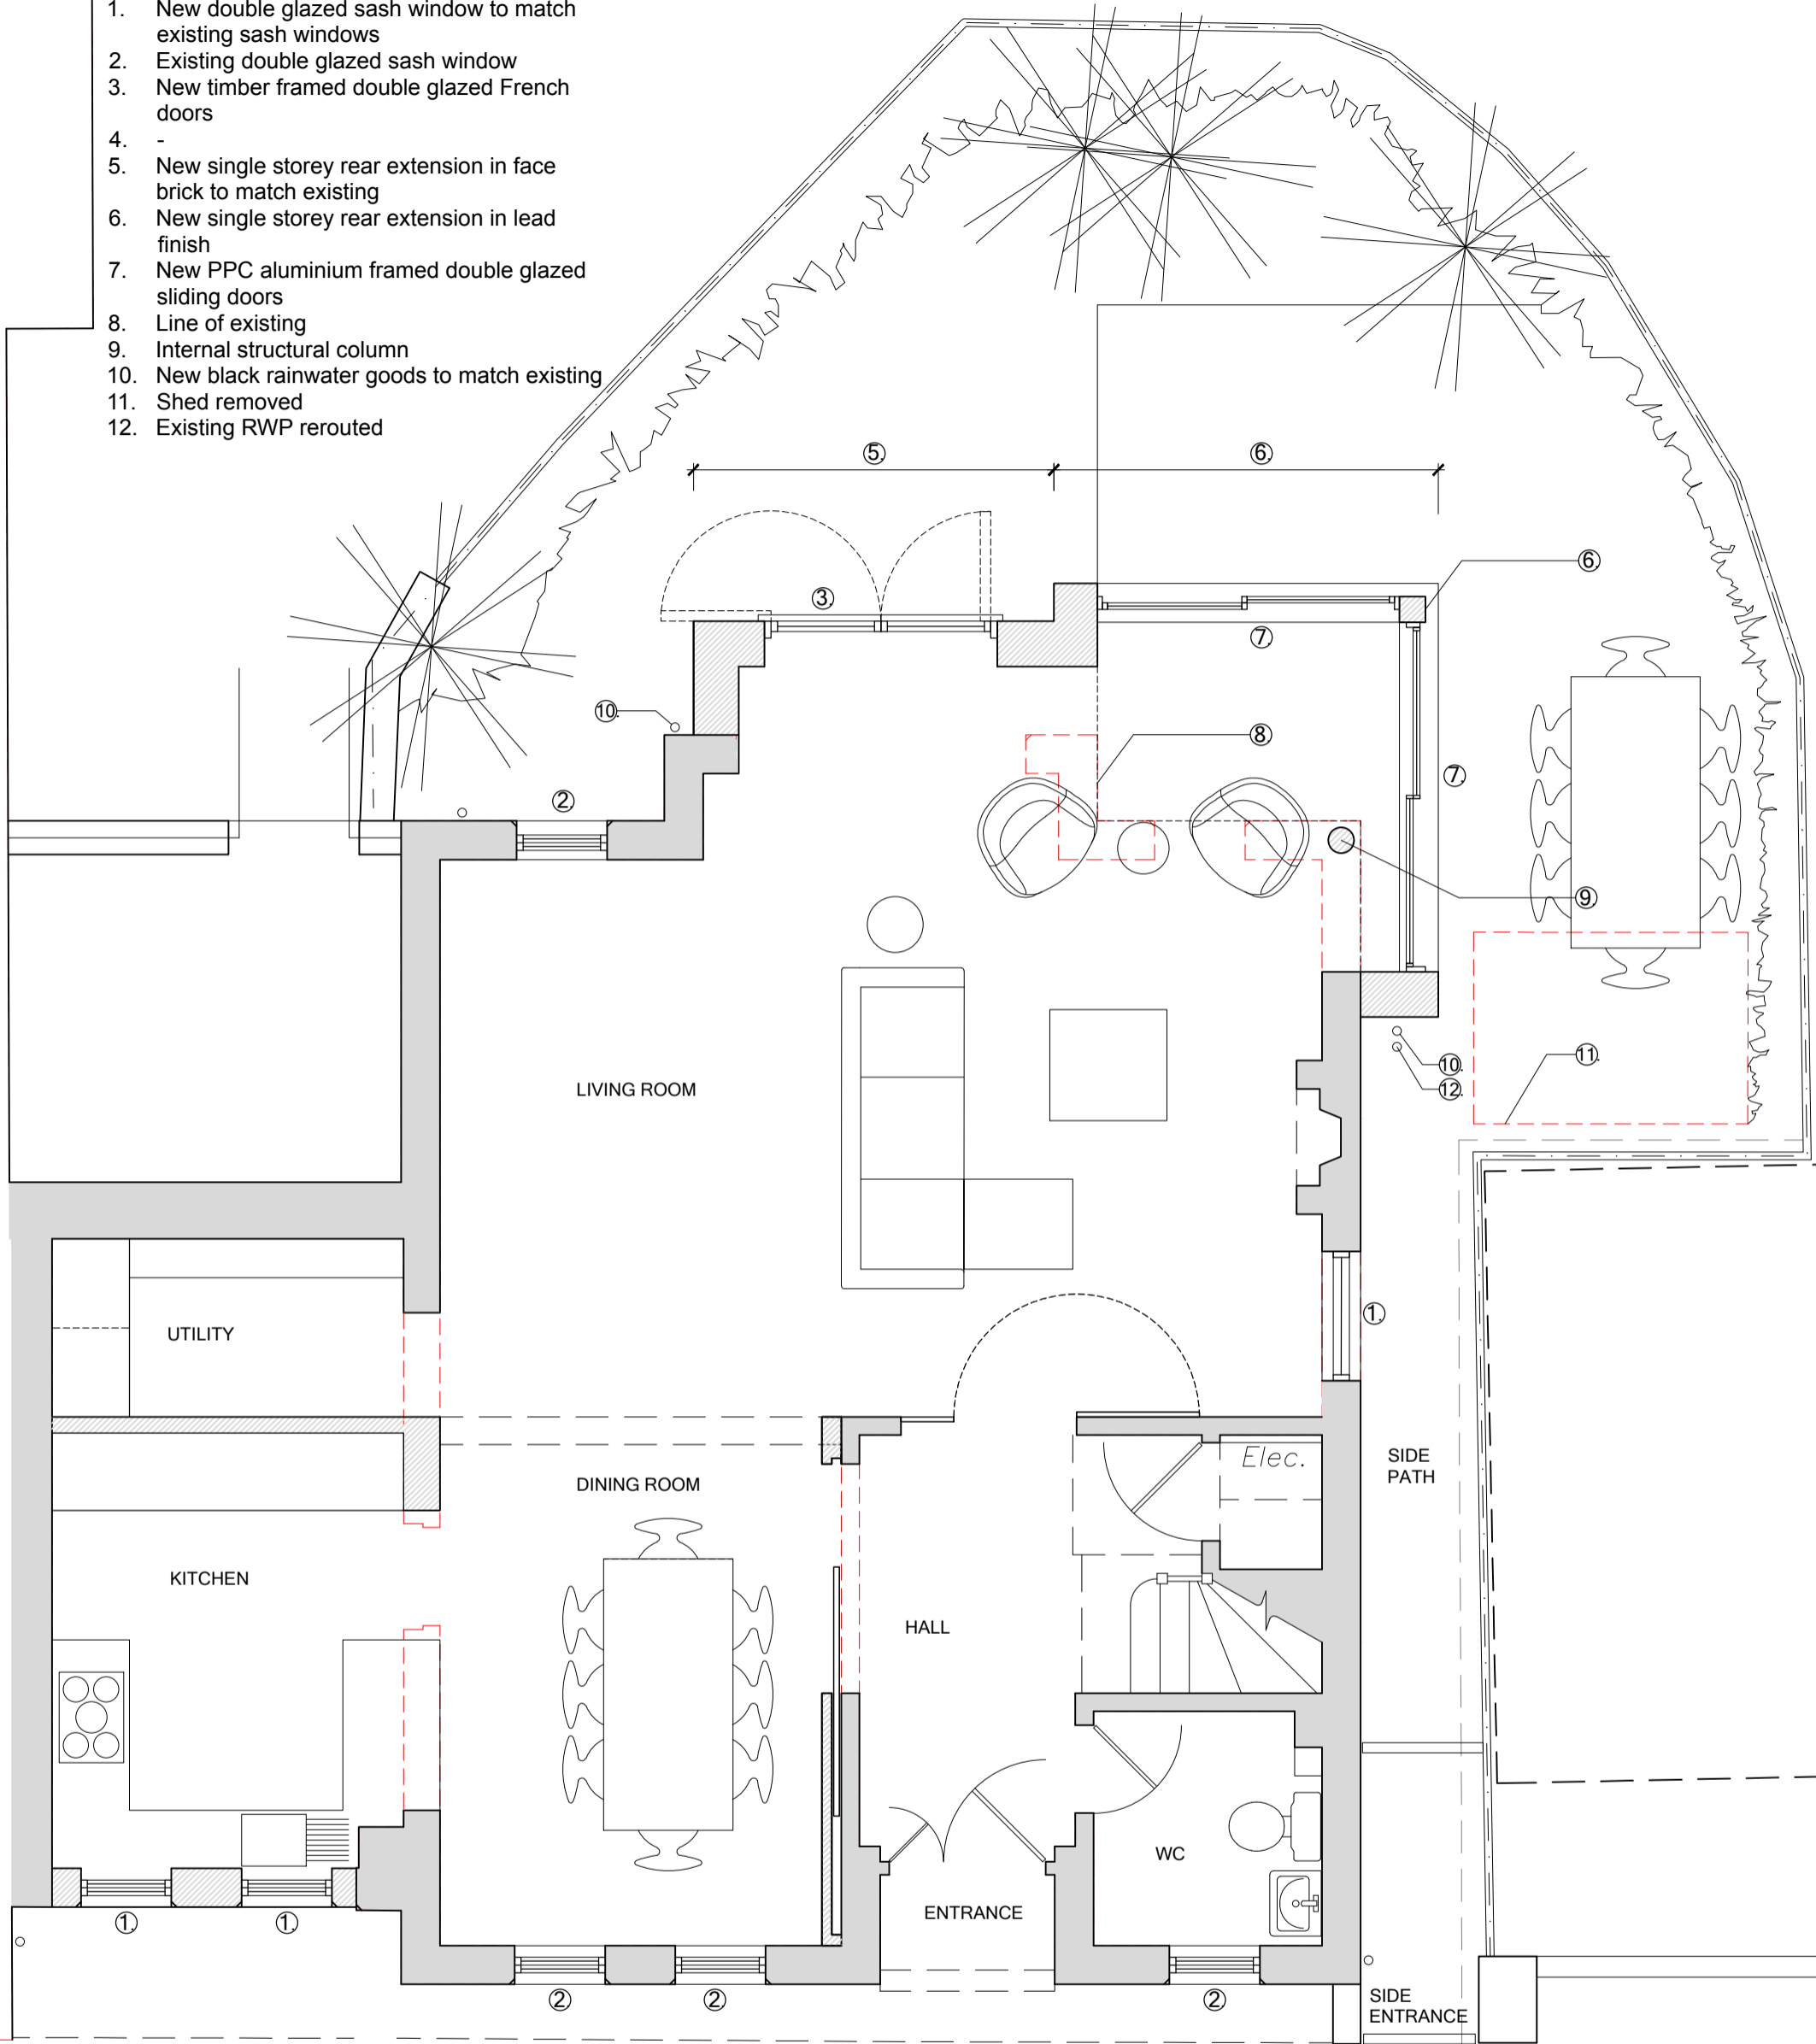 1. New double glazed sash window to match
existing sash windows
2. Existing double glazed sash window
3. New timber framed double glazed French
doors
4. -
5. New single storey rear extension in face
brick to match existing
6. New single storey rear extension in lead
finish
7. New PPC aluminium framed double glazed
sliding doors
8. Line of existing
9. Internal structural column
10. New black rainwater goods to match existing
11. Shed removed
12. Existing RWP rerouted
5.
6.
6.
3.
7.
10.
8.
7.
2.
9.
10.
11.
12.
LIVING ROOM
1.
UTILITY
Elec.
SIDE
PATH
DINING ROOM
KITCHEN
HALL
WC
ENTRANCE
1.
1.
2
2
2
SIDE
ENTRANCE